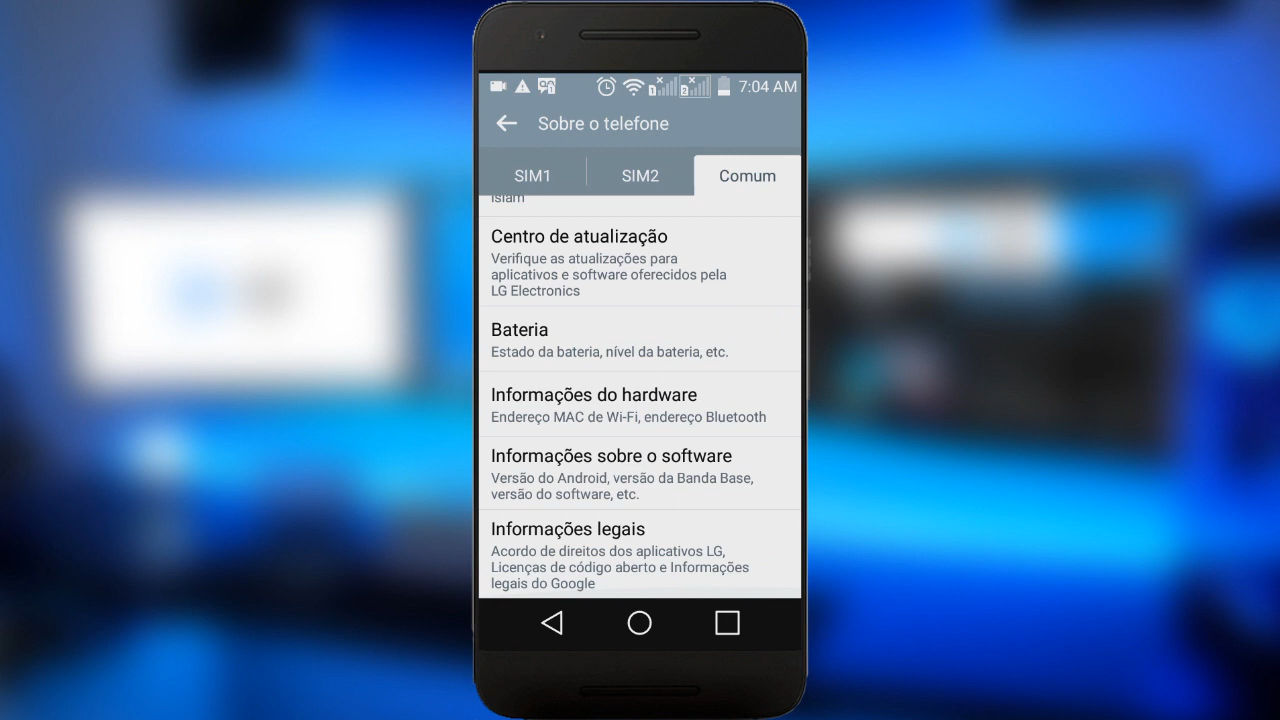 7:04 AM
Sobre o telefone
SIM1
SIM2
Comum
Islam
Centro de atualização
Verifique as atualizações para
aplicativos e software oferecidos pela
LG Electronics
Bateria
Estado da bateria, nível da bateria, etc.
Informações do hardware
Endereço MAC de Wi-Fi, endereço Bluetooth
Informações sobre o software
Versão do Android, versão da Banda Base,
versão do software, etc.
Informações legais
Acordo de direitos dos aplicativos LG,
Licenças de código aberto e Informações
legais do Google